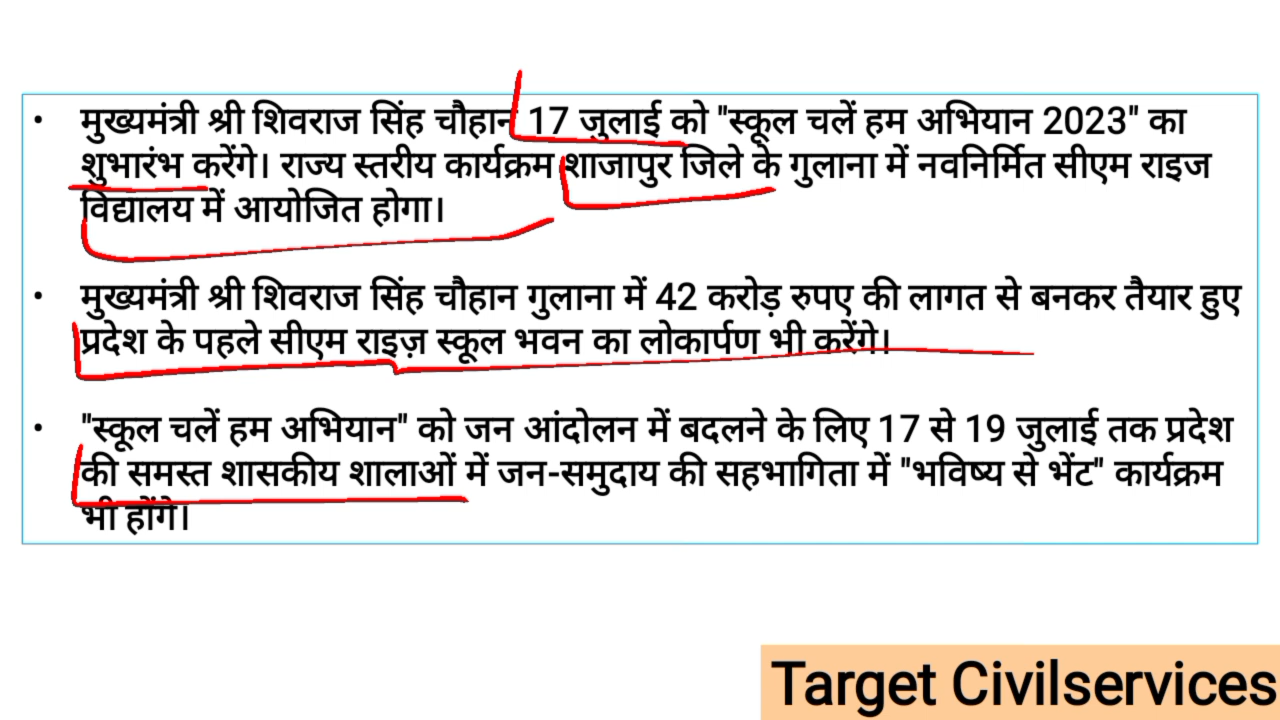 • मुख्यमंत्री श्री शिवराज सिंह चौहान 17 जुलाई को "स्कूल चलें हम अभियान 2023" का
शुभारंभ करेंगे। राज्य स्तरीय कार्यक्रम शाजापुर जिले के गुलाना में नवनिर्मित सीएम राइज
विद्यालय में आयोजित होगा।
• मुख्यमंत्री श्री शिवराज सिंह चौहान गुलाना में 42 करोड़ रुपए की लागत से बनकर तैयार हुए
प्रदेश के पहले सीएम राइज़ स्कूल भवन का लोकार्पण भी करेंगे।
• "स्कूल चलें हम अभियान" को जन आंदोलन में बदलने के लिए 17 से 19 जुलाई तक प्रदेश
की समस्त शासकीय शालाओं में जन-समुदाय की सहभागिता में "भविष्य से भेंट" कार्यक्रम
भी होंगे।
Target Civilservices